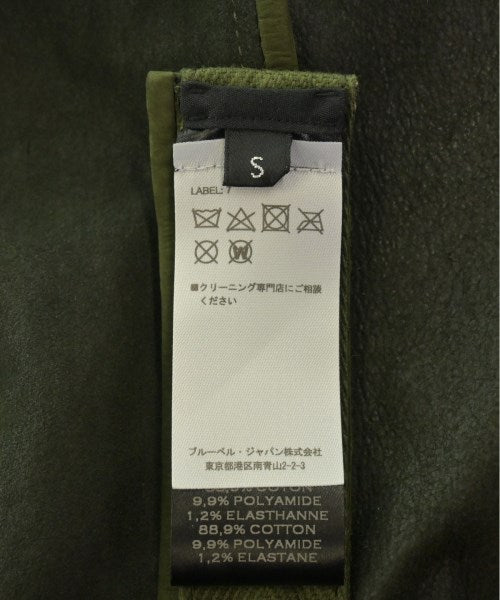 S
LABEL: 7
■クリーニング専門店にご相談
ください
ブルーベル・ジャパン株式会社
東京都港区南青山2-2-3
9,9% POLYAMIDE
1,2% ELASTHANNE
88,9% COTTON
9,9% POLYAMIDE
1,2% ELASTANE